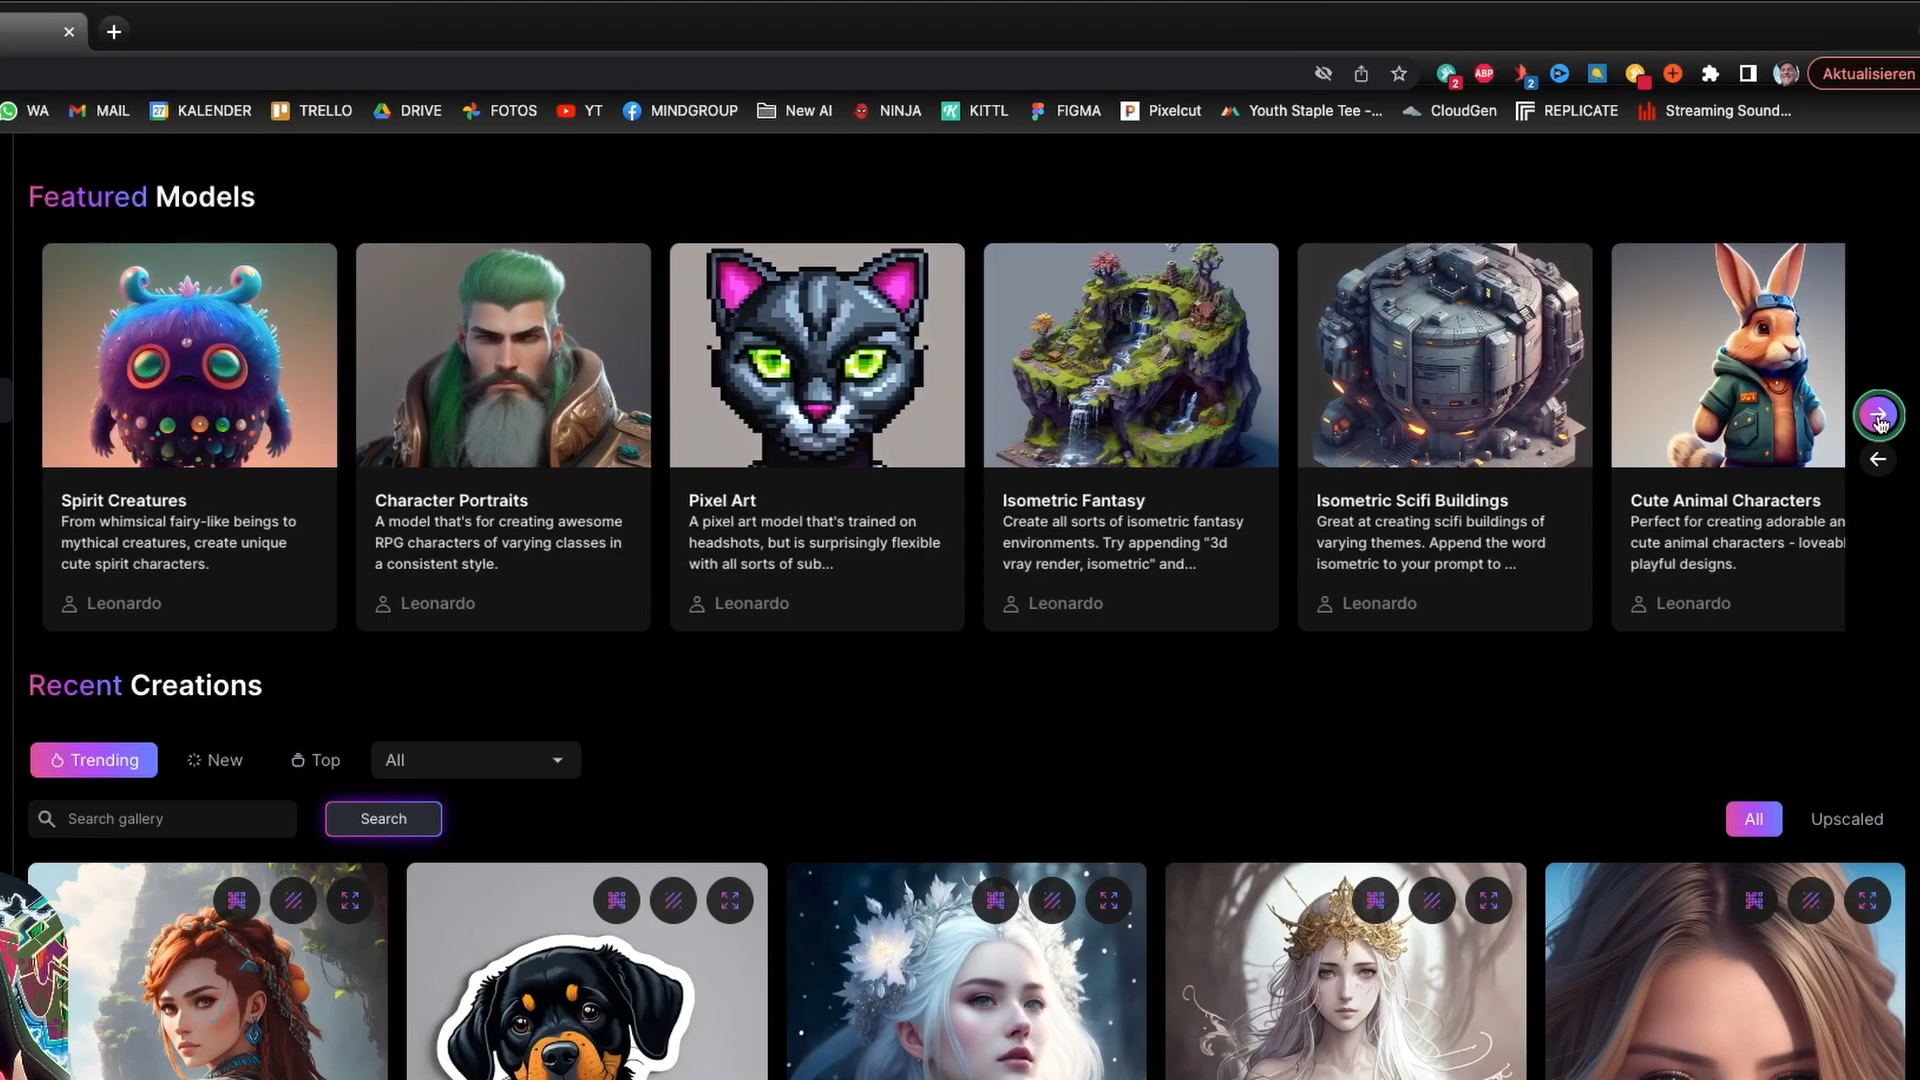 Aktualisieren
WA MAIL KALENDER TRELLO DRIVE FOTOS YT MINDGROUP New AI NINJA KITTL FIGMA Pixelcut Youth Staple Tee -... CloudGen REPLICATE Streaming Sound...
Featured Models
Spirit Creatures
From whimsical fairy-like beings to
mythical creatures, create unique
cute spirit characters.
Leonardo
Character Portraits
A model that's for creating awesome
RPG characters of varying classes in
a consistent style.
Leonardo
Pixel Art
A pixel art model that's trained on
headshots, but is surprisingly flexible
with all sorts of sub...
Leonardo
Isometric Fantasy
Create all sorts of isometric fantasy
environments. Try appending "3d
vray render, isometric" and...
Leonardo
Isometric Scifi Buildings
Great at creating scifi buildings of
varying themes. Append the word
isometric to your prompt to ...
Leonardo
Cute Animal Characters
Perfect for creating adorable an
cute animal characters - loveabl
playful designs.
Leonardo
Recent Creations
Trending New Top All
Search gallery Search All Upscaled
2 ABP 2
27